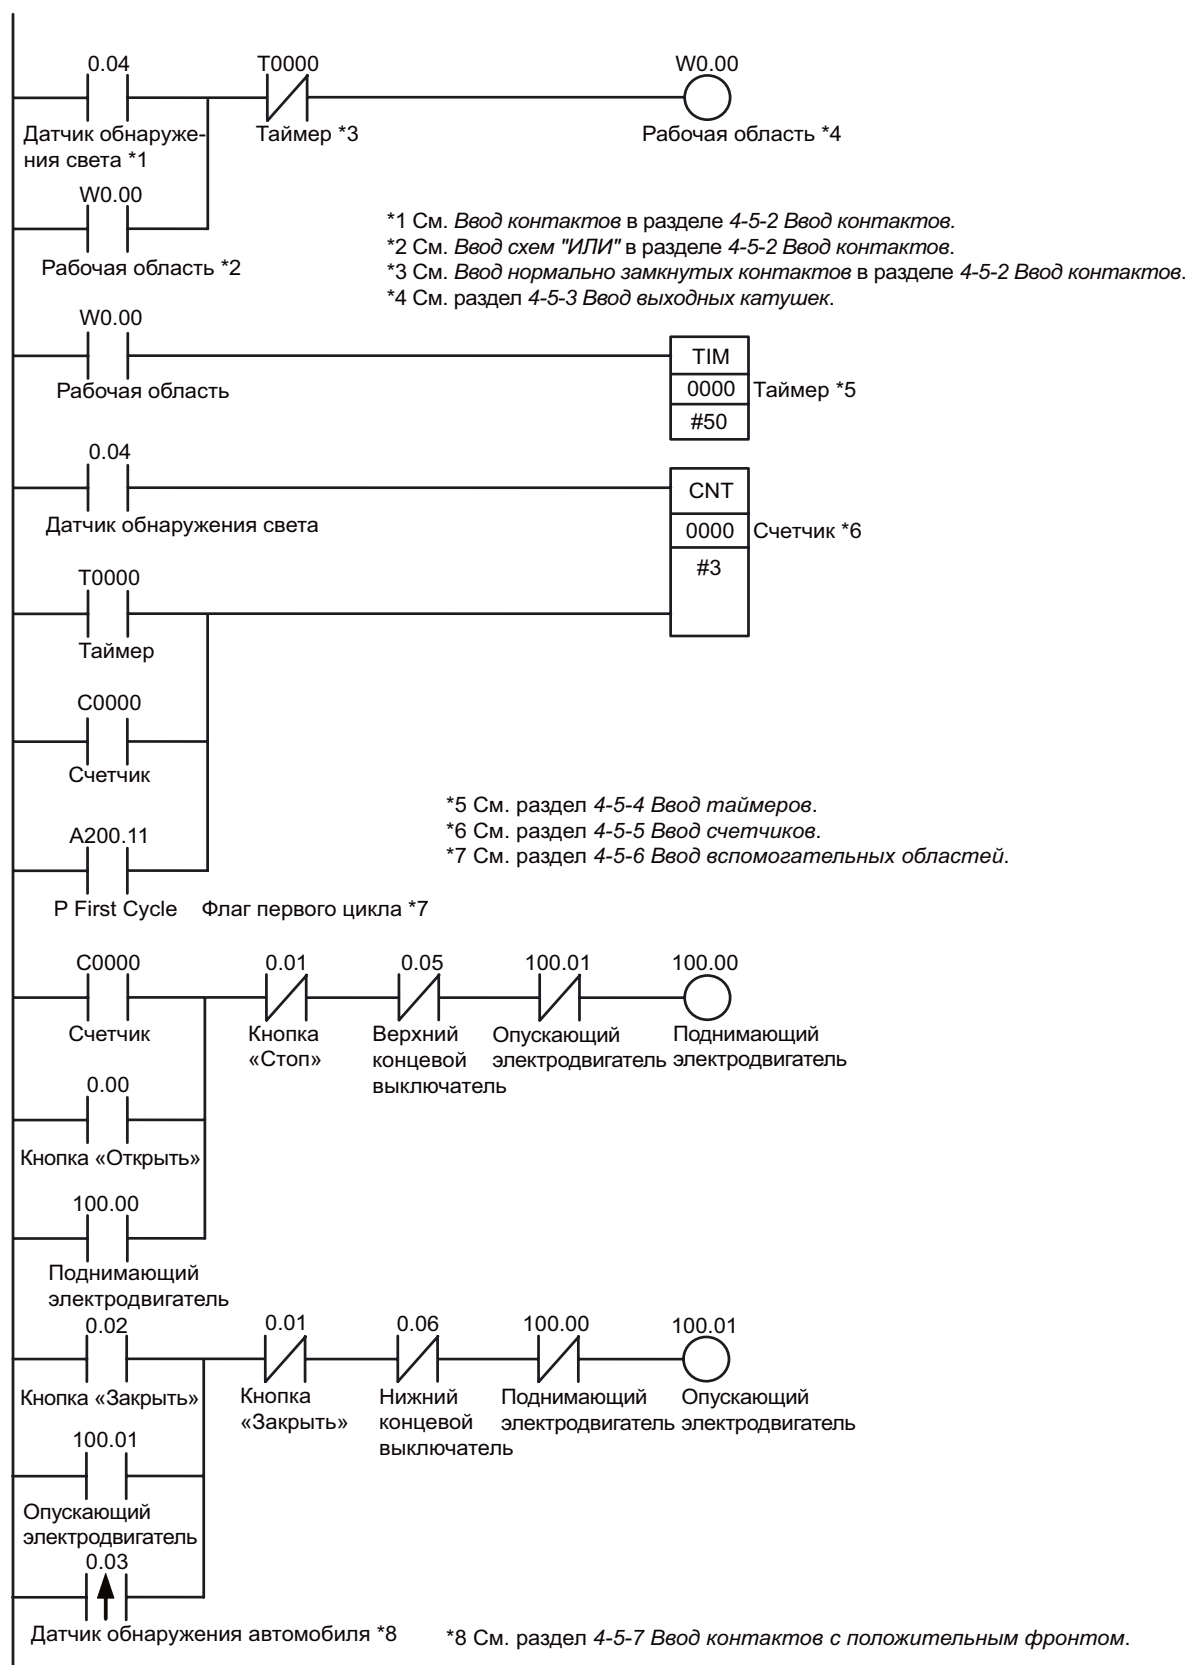 0.04 T0000 W0.00
Датчик обнаруже-
ния света *1
Таймер *3
Рабочая область *4
W0.00
Рабочая область *2
*1 См. Ввод контактов в разделе 4-5-2 Ввод контактов.
*2 См. Ввод схем "ИЛИ" в разделе 4-5-2 Ввод контактов.
*3 См. Ввод нормально замкнутых контактов в разделе 4-5-2 Ввод контактов.
*4 См. раздел 4-5-3 Ввод выходных катушек.
W0.00
Рабочая область
TIM
0000 Таймер *5
#50
0.04
Датчик обнаружения света
CNT
0000 Счетчик *6
#3
T0000
Таймер
C0000
Счетчик
*5 См. раздел 4-5-4 Ввод таймеров.
*6 См. раздел 4-5-5 Ввод счетчиков.
*7 См. раздел 4-5-6 Ввод вспомогательных областей.
A200.11
P First Cycle Флаг первого цикла *7
C0000 0.01 0.05 100.01 100.00
Счетчик
Кнопка
«Стоп»
Верхний
концевой
выключатель
Опускающий
электродвигатель
Поднимающий
электродвигатель
0.00
Кнопка «Открыть»
100.00
Поднимающий
электродвигатель
0.02 0.01 0.06 100.00 100.01
Кнопка «Закрыть»
Кнопка
«Закрыть»
Нижний
концевой
выключатель
Поднимающий
электродвигатель
Опускающий
электродвигатель
100.01
Опускающий
электродвигатель
0.03
Датчик обнаружения автомобиля *8
*8 См. раздел 4-5-7 Ввод контактов с положительным фронтом.